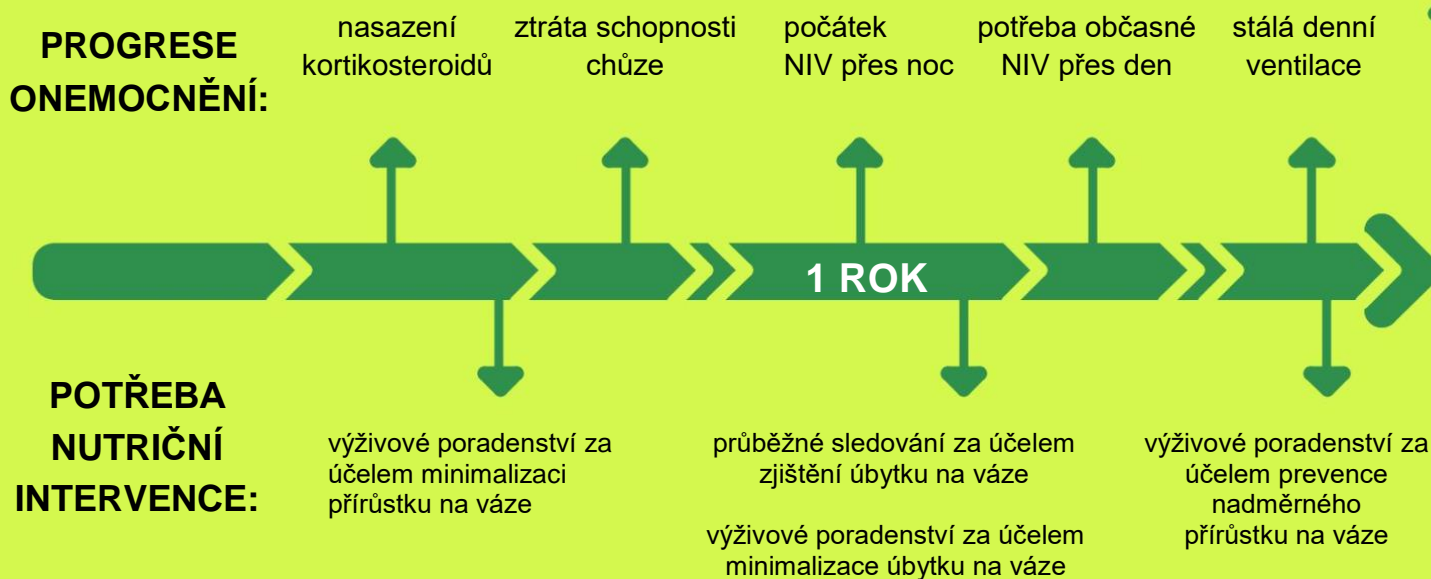 PROGRESE
ONEMOCNĚNÍ:
nasazení
kortikosteroidů
ztráta schopnosti
chůze
počátek
NIV přes noc
potřeba občasné
NIV přes den
stálá denní
ventilace
1 ROK
POTŘEBA
NUTRIČNÍ
INTERVENCE:
výživové poradenství za
účelem minimalizaci
přírůstku na váze
průběžné sledování za účelem
zjištění úbytku na váze
výživové poradenství za účelem
minimalizace úbytku na váze
výživové poradenství za
účelem prevence
nadměrného
přírůstku na váze